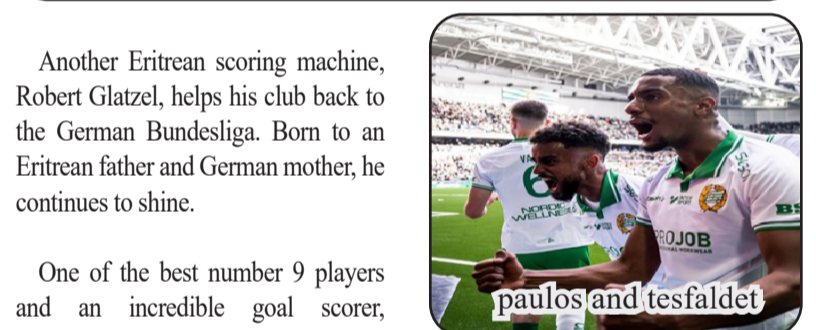 Another Eritrean scoring machine,
Robert Glatzel, helps his club back to
the German Bundesliga. Born to an
Eritrean father and German mother, he
continues to shine.
One of the best number 9 players
and an incredible goal scorer,
6
NORDIC
WELLNESS
PROJOB
BS
paulos and tesfaldet